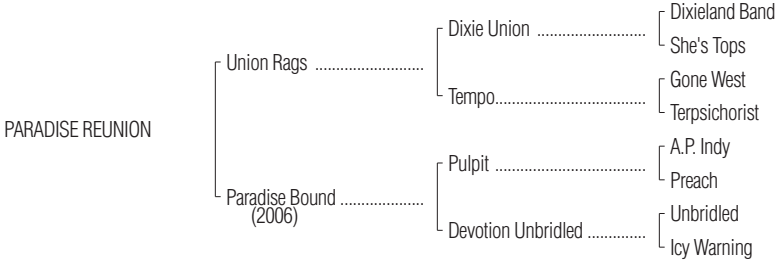 Dixieland Band
Dixie Union ..........................
She's Tops
Union Rags ..........................
Gone West
Tempo....................................
Terpsichorist
PARADISE REUNION
A.P. Indy
Pulpit ....................................
Preach
Paradise Bound ....................
(2006)
Unbridled
Devotion Unbridled ..............
Icy Warning